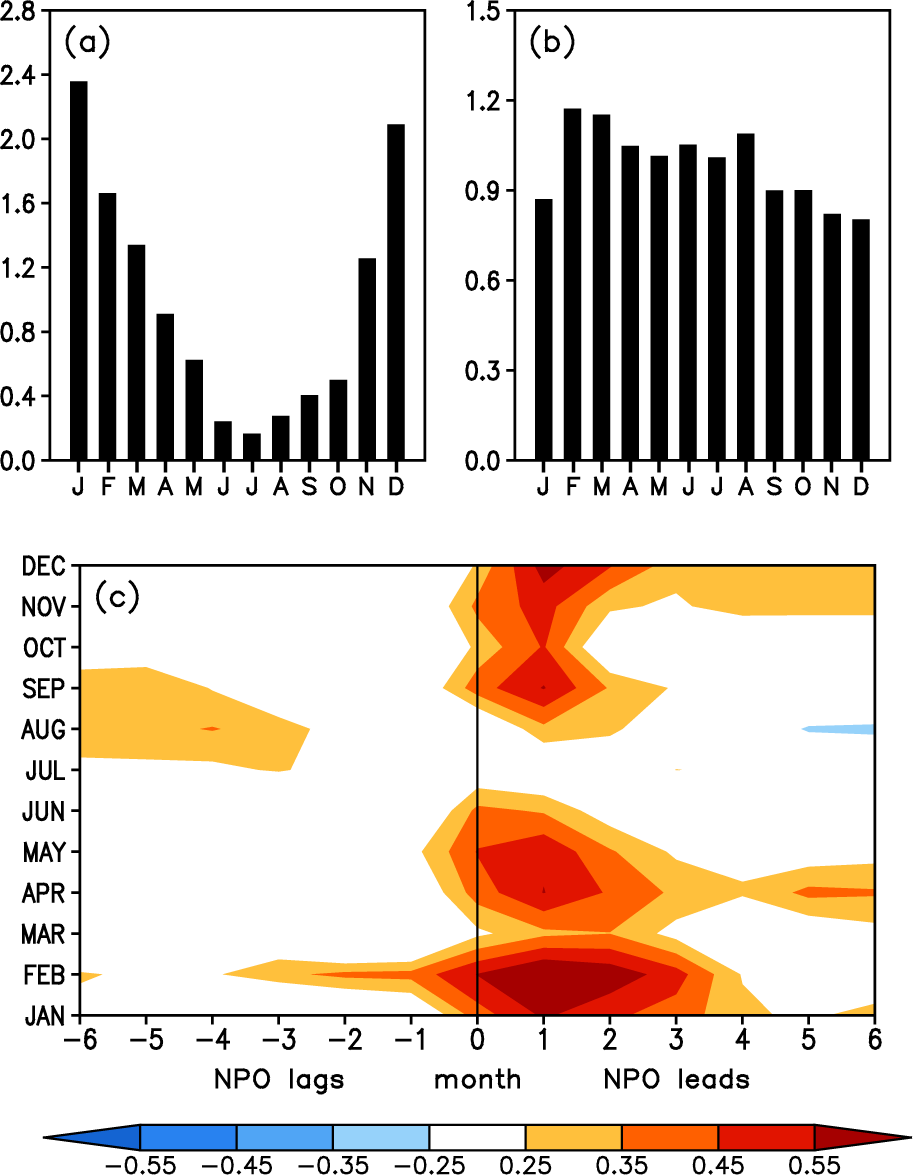 (a)
2.8
2.4
2.0
1.6
1.2
0.8
0.4
0.0
J F M A M J J A S O N D
(b)
1.5
1.2
0.9
0.6
0.3
0.0
J F M A M J J A S O N D
(c)
DEC
NOV
OCT
SEP
AUG
JUL
JUN
MAY
APR
MAR
FEB
JAN
−6 −5 −4 −3 −2 −1 0 1 2 3 4 5 6
NPO lags month NPO leads
−0.55 −0.45 −0.35 −0.25 0.25 0.35 0.45 0.55